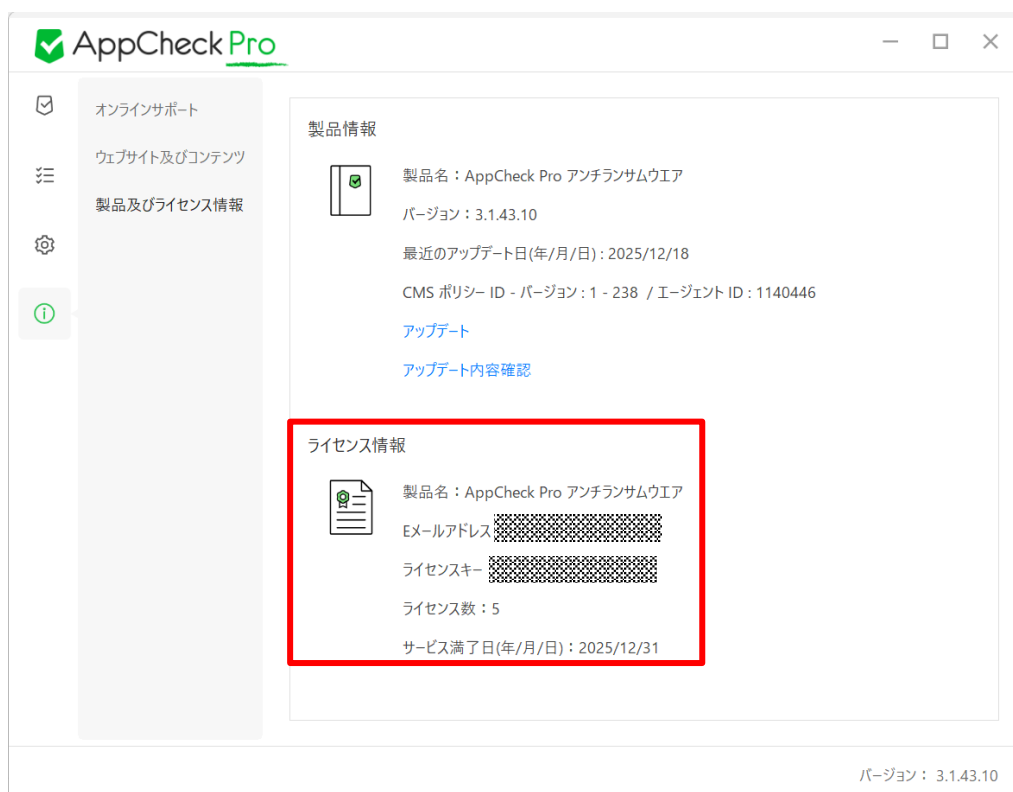 AppCheck Pro
オンラインサポート
ウェブサイト及びコンテンツ
製品及びライセンス情報
製品情報
製品名：AppCheck Pro アンチランサムウエア
バージョン：3.1.43.10
最近のアップデート日(年/月/日) : 2025/12/18
CMS ポリシー ID - バージョン : 1 - 238 / エージェント ID : 1140446
アップデート
アップデート内容確認
ライセンス情報
製品名：AppCheck Pro アンチランサムウエア
Eメールアドレス
ライセンスキー
ライセンス数：5
サービス満了日(年/月/日)：2025/12/31
バージョン： 3.1.43.10